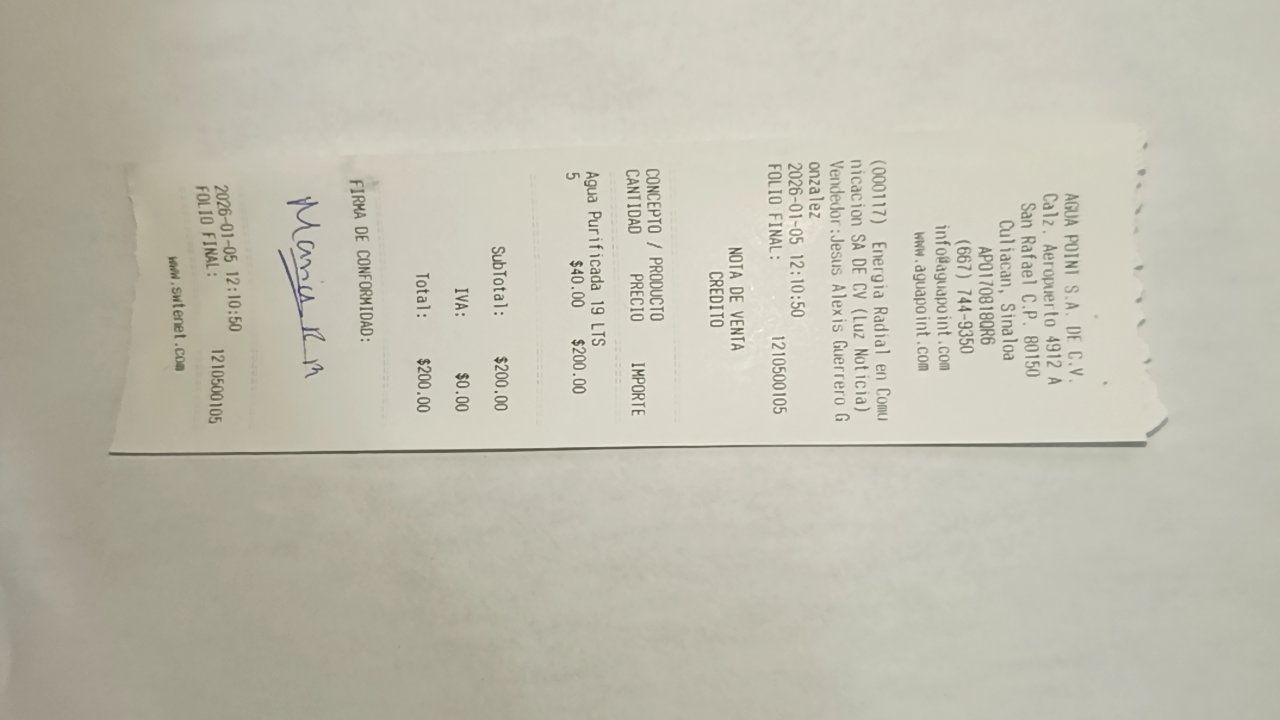 AGUA POINT S.A. DE C.V.
Calz. Aeropuerto 4912 A
San Rafael C.P. 80150
Culiacan, Sinaloa
APO1708180R6
(667) 744-9350
info@aguapoint.com
www.aguapoint.com
(000117) Energia Radial en Comu
nicacion SA DE CV (Luz Noticia)
Vendedor:Jesus Alexis Guerrero G
onzalez
2026-01-05 12:10:50
FOLIO FINAL: 1210500105
NOTA DE VENTA
CREDITO
CONCEPTO / PRODUCTO
CANTIDAD PRECIO IMPORTE
Agua Purificada 19 LTS
5 $40.00 $200.00
SubTotal: $200.00
IVA: $0.00
Total: $200.00
FIRMA DE CONFORMIDAD:
2026-01-05 12:10:50
FOLIO FINAL: 1210500105
www.swtenet.com